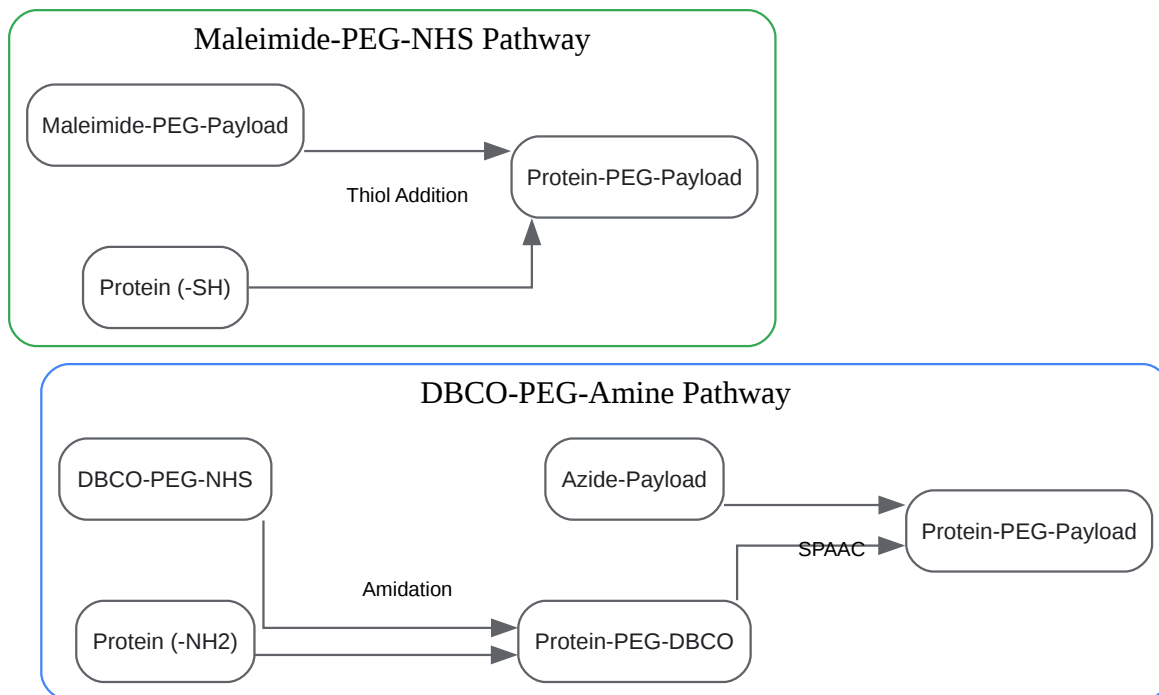 Maleimide-PEG-NHS Pathway
Maleimide-PEG-Payload
Protein-PEG-Payload
Thiol Addition
Protein (-SH)
DBCO-PEG-Amine Pathway
DBCO-PEG-NHS
Azide-Payload
Protein-PEG-Payload
SPAAC
Amidation
Protein (-NH2)
Protein-PEG-DBCO